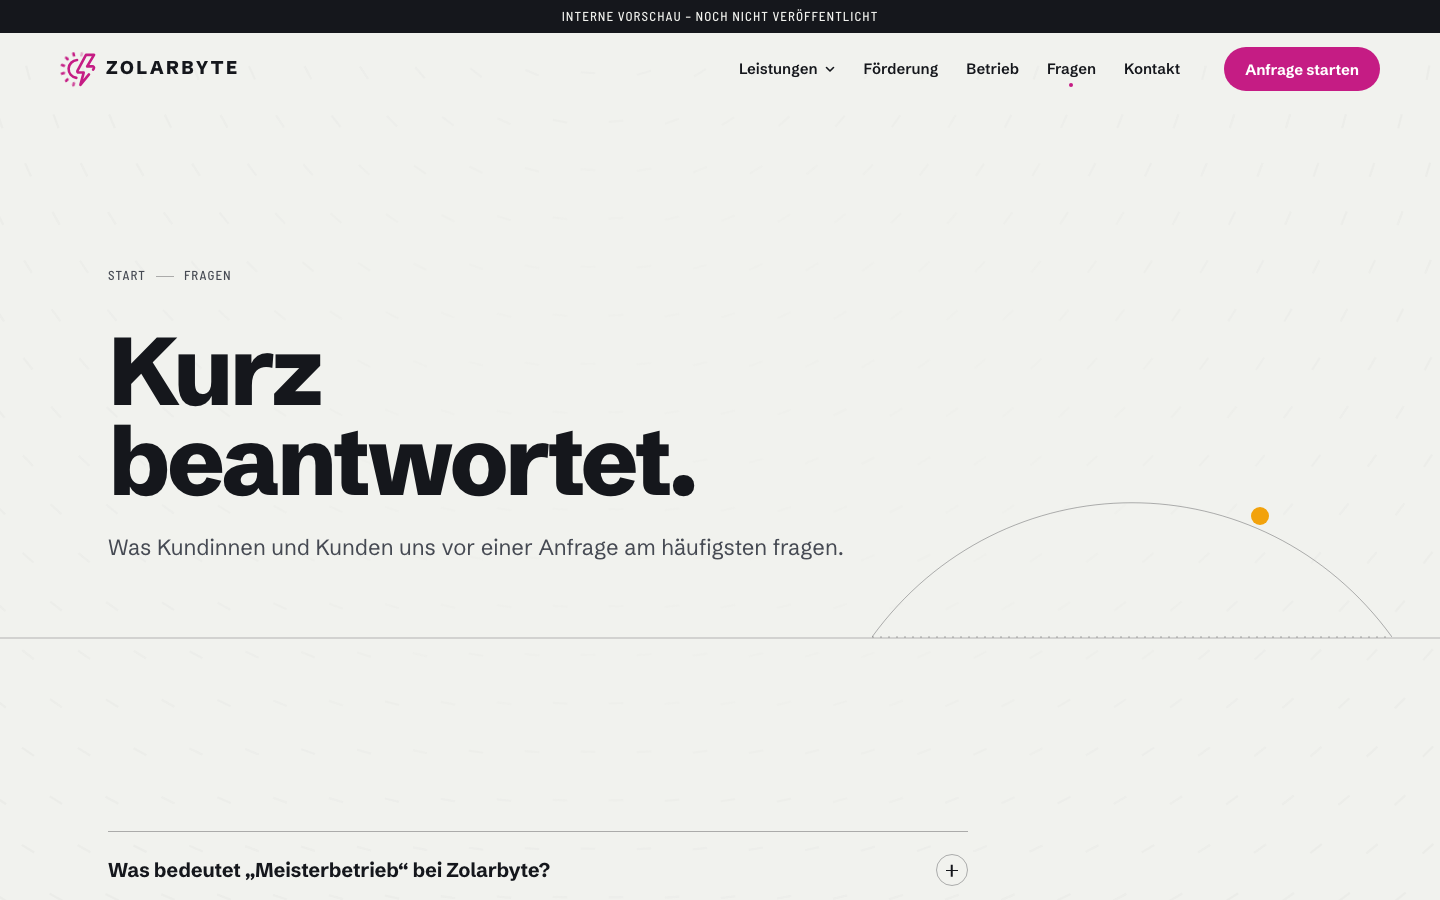 INTERNE VORSCHAU – NOCH NICHT VERÖFFENTLICHT
ZOLARBYTE
Leistungen
Förderung
Betrieb
Fragen
Kontakt
Anfrage starten
START — FRAGEN
Kurz
beantwortet.
Was Kundinnen und Kunden uns vor einer Anfrage am häufigsten fragen.
Was bedeutet „Meisterbetrieb“ bei Zolarbyte?